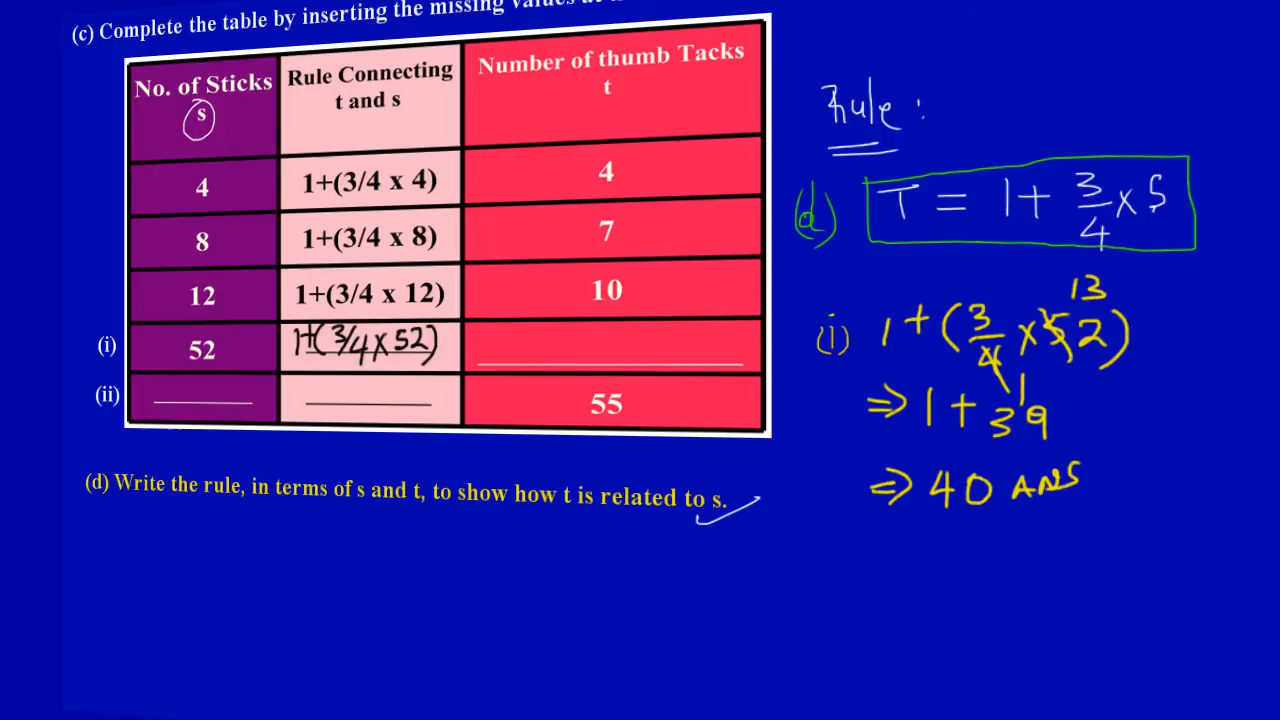 (c) Complete the table by inserting the missing values at
No. of Sticks s
Rule Connecting t and s
Number of thumb Tacks t
4 1+(3/4 x 4) 4
8 1+(3/4 x 8) 7
12 1+(3/4 x 12) 10
(i) 52 1+(3/4 x 52)
(ii) 55
(d) Write the rule, in terms of s and t, to show how t is related to s.
Rule:
(d) T = 1 + 3/4 x S
(i) 1 + (3/4 x 52) 13 1
⇒ 1 + 39
⇒ 40 ANS